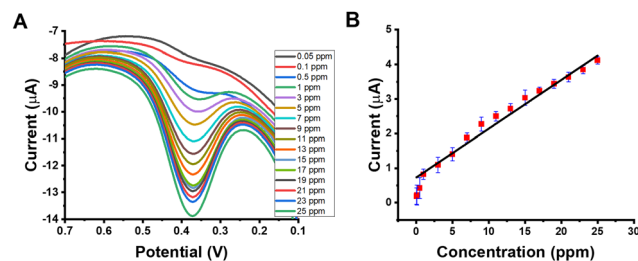 A
Current (μA)
-7
-8
-9
-10
-11
-12
-13
-14
0.7 0.6 0.5 0.4 0.3 0.2 0.1
Potential (V)
0.05 ppm
0.1 ppm
0.5 ppm
1 ppm
3 ppm
5 ppm
7 ppm
9 ppm
11 ppm
13 ppm
15 ppm
17 ppm
19 ppm
21 ppm
23 ppm
25 ppm
B
Current (μA)
5
4
3
2
1
0
0 5 10 15 20 25 30
Concentration (ppm)